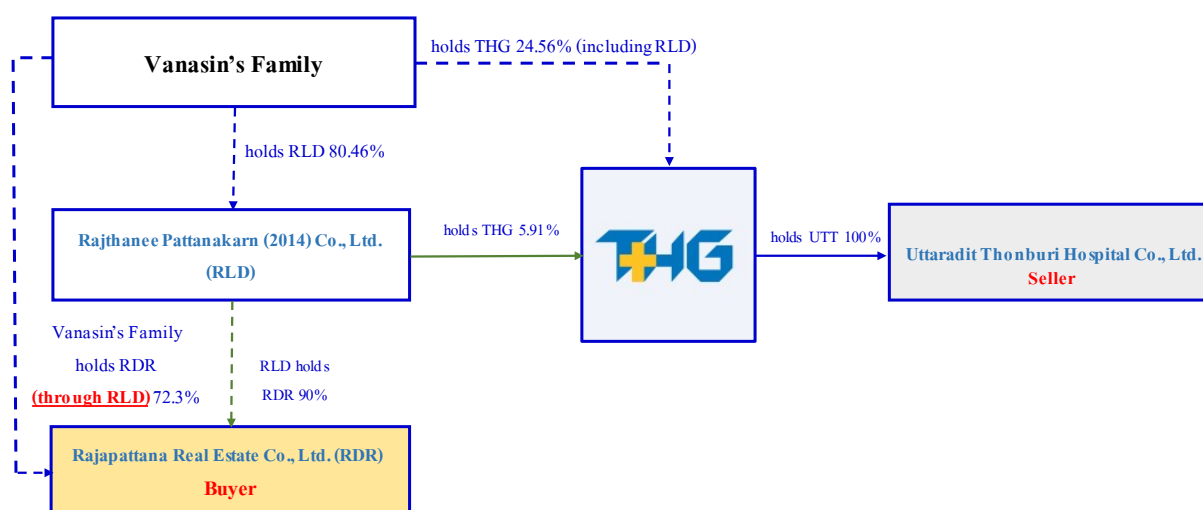 Vanasin's Family
holds THG 24.56% (including RLD)
holds RLD 80.46%
Rajthanee Pattanakarn (2014) Co., Ltd.
(RLD)
holds THG 5.91%
THG
holds UTT 100%
Uttaradit Thonburi Hospital Co., Ltd.
Seller
Vanasin's Family
holds RDR
(through RLD) 72.3%
RLD holds
RDR 90%
Rajapattana Real Estate Co., Ltd. (RDR)
Buyer